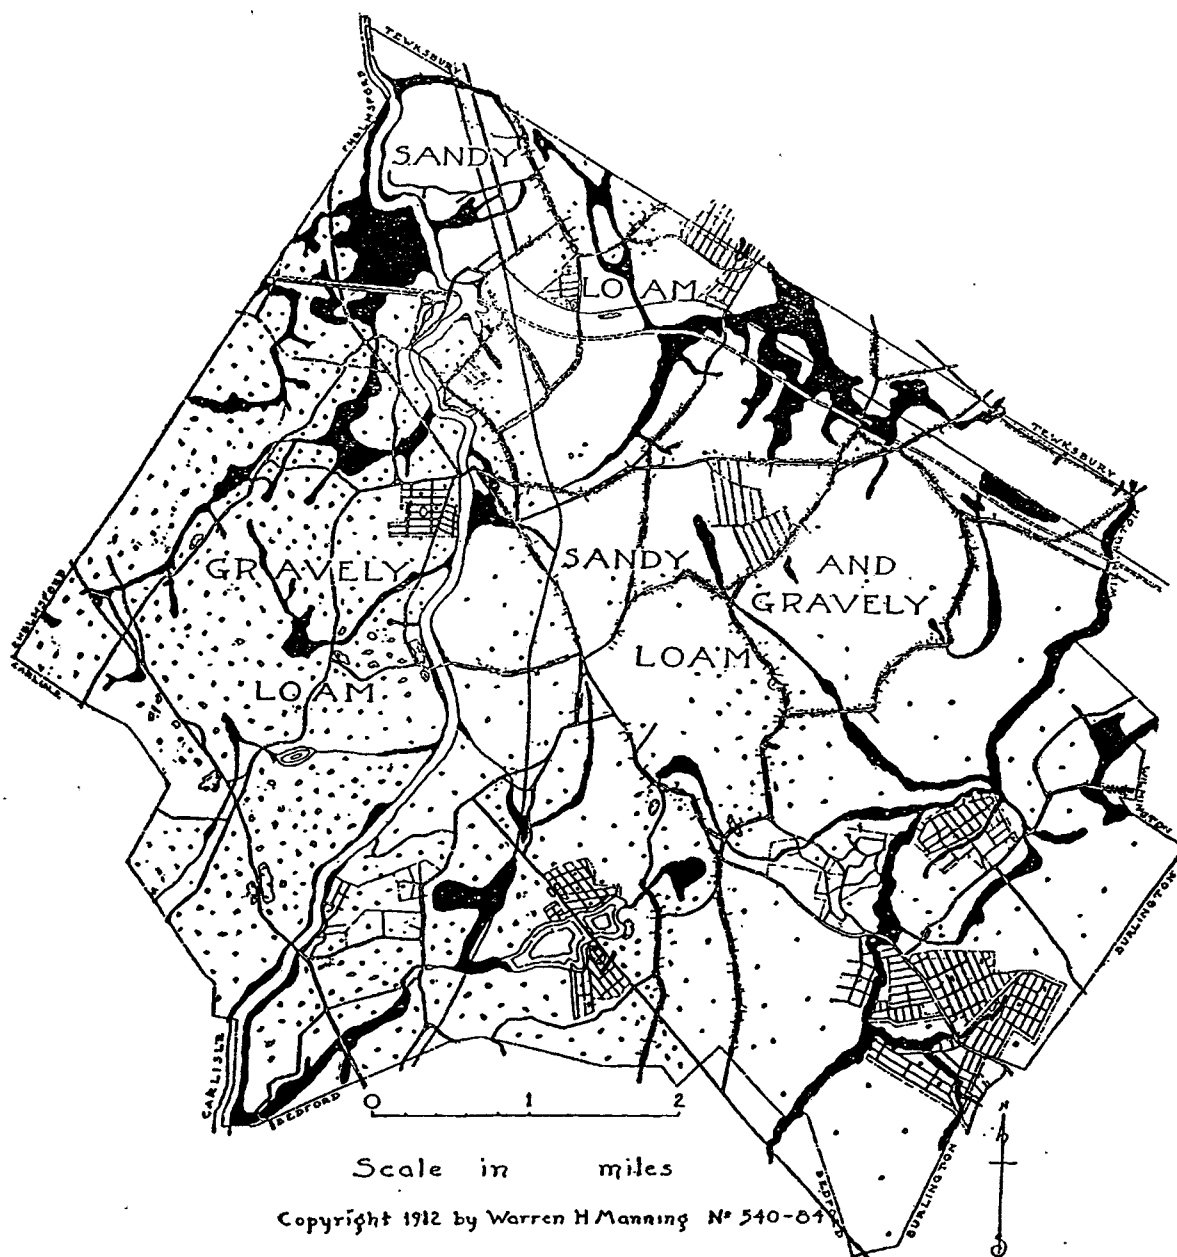 TEWKSBURY
CHELMSFORD
SANDY
LOAM
TEWKSBURY
WILMINGTON
GRAVELY
SANDY
AND
GRAVELY
CHELMSFORD
CARLISLE
LOAM
LOAM
WILMINGTON
BURLINGTON
CARLISLE
BEDFORD
0 1 2
Scale in miles
N
BEDFORD
BURLINGTON
Copyright 1912 by Warren H Manning Nº 540-84